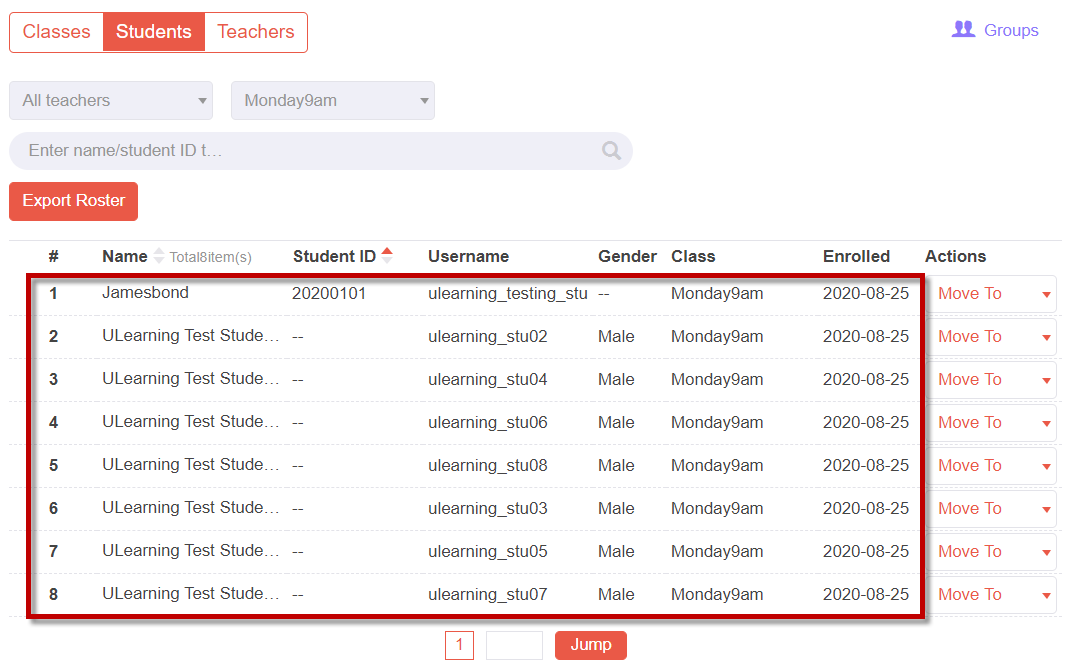 Classes Students Teachers Groups
All teachers Monday9am
Enter name/student ID t…
Export Roster
# Name Total8item(s) Student ID Username Gender Class Enrolled Actions
1 Jamesbond 20200101 ulearning_testing_stu -- Monday9am 2020-08-25 Move To
2 ULearning Test Stude… -- ulearning_stu02 Male Monday9am 2020-08-25 Move To
3 ULearning Test Stude… -- ulearning_stu04 Male Monday9am 2020-08-25 Move To
4 ULearning Test Stude… -- ulearning_stu06 Male Monday9am 2020-08-25 Move To
5 ULearning Test Stude… -- ulearning_stu08 Male Monday9am 2020-08-25 Move To
6 ULearning Test Stude… -- ulearning_stu03 Male Monday9am 2020-08-25 Move To
7 ULearning Test Stude… -- ulearning_stu05 Male Monday9am 2020-08-25 Move To
8 ULearning Test Stude… -- ulearning_stu07 Male Monday9am 2020-08-25 Move To
1 Jump